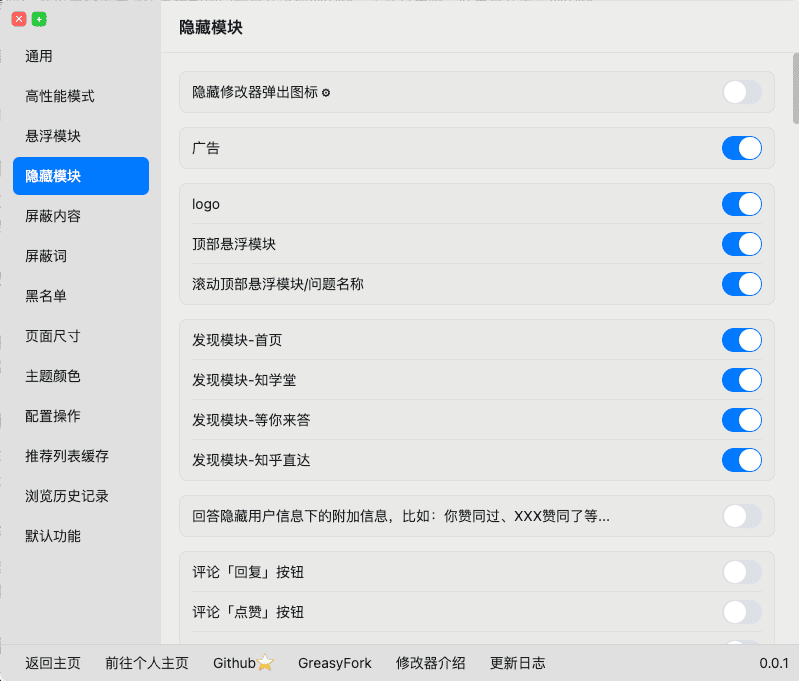 隐藏模块
通用
高性能模式
悬浮模块
隐藏模块
屏蔽内容
屏蔽词
黑名单
页面尺寸
主题颜色
配置操作
推荐列表缓存
浏览历史记录
默认功能
隐藏修改器弹出图标 ⚙
广告
logo
顶部悬浮模块
滚动顶部悬浮模块/问题名称
发现模块-首页
发现模块-知学堂
发现模块-等你来答
发现模块-知乎直达
回答隐藏用户信息下的附加信息，比如：你赞同过、XXX赞同了等...
评论「回复」按钮
评论「点赞」按钮
返回主页 前往个人主页 Github⭐ GreasyFork 修改器介绍 更新日志 0.0.1